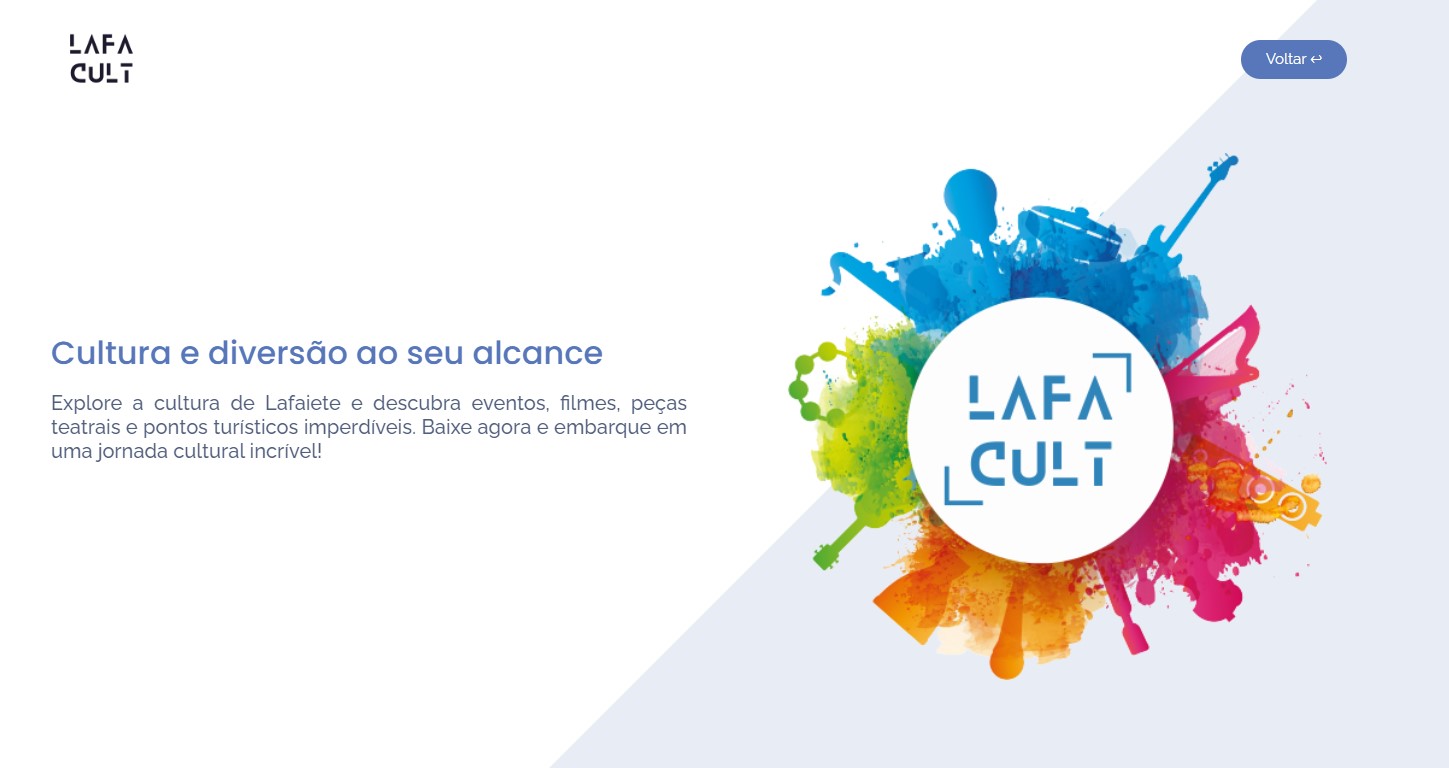 LAFA
CULT
Voltar ↩
Cultura e diversão ao seu alcance
Explore a cultura de Lafaiete e descubra eventos, filmes, peças
teatrais e pontos turísticos imperdíveis. Baixe agora e embarque em
uma jornada cultural incrível!
LAFA
CULT